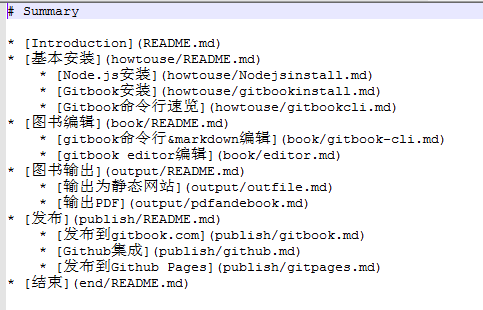 # Summary
* [Introduction](README.md)
* [基本安装](howtouse/README.md)
    * [Node.js安装](howtouse/Nodejsinstall.md)
    * [Gitbook安装](howtouse/gitbookinstall.md)
    * [Gitbook命令行速览](howtouse/gitbookcli.md)
* [图书编辑](book/README.md)
    * [gitbook命令行&markdown编辑](book/gitbook-cli.md)
    * [gitbook editor编辑](book/editor.md)
* [图书输出](output/README.md)
    * [输出为静态网站](output/outfile.md)
    * [输出PDF](output/pdfandebook.md)
* [发布](publish/README.md)
    * [发布到gitbook.com](publish/gitbook.md)
    * [Github集成](publish/github.md)
    * [发布到Github Pages](publish/gitpages.md)
* [结束](end/README.md)